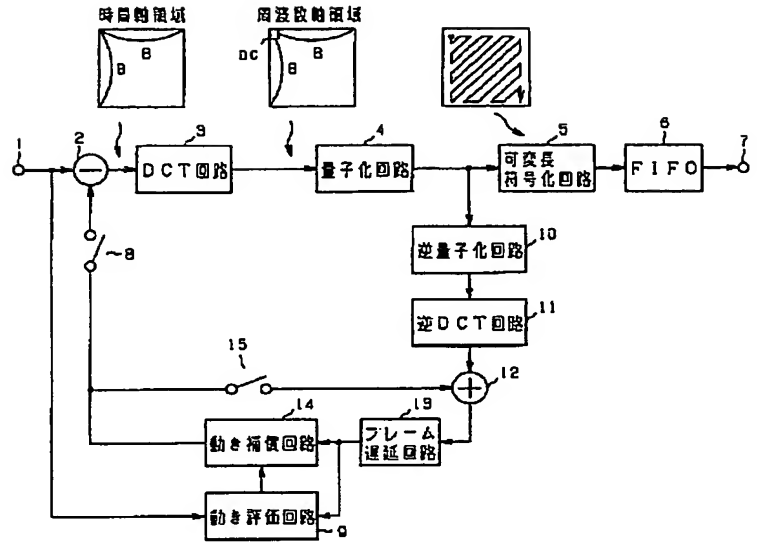 時間軸領域
周波数軸領域
B
B
DC
B
B
1
2
3
4
5
6
7
DCT回路
量子化回路
可変長
符号化回路
FIFO
8
10
逆量子化回路
11
逆DCT回路
15
12
14
13
動き補償回路
フレーム
遅延回路
動き評価回路
9